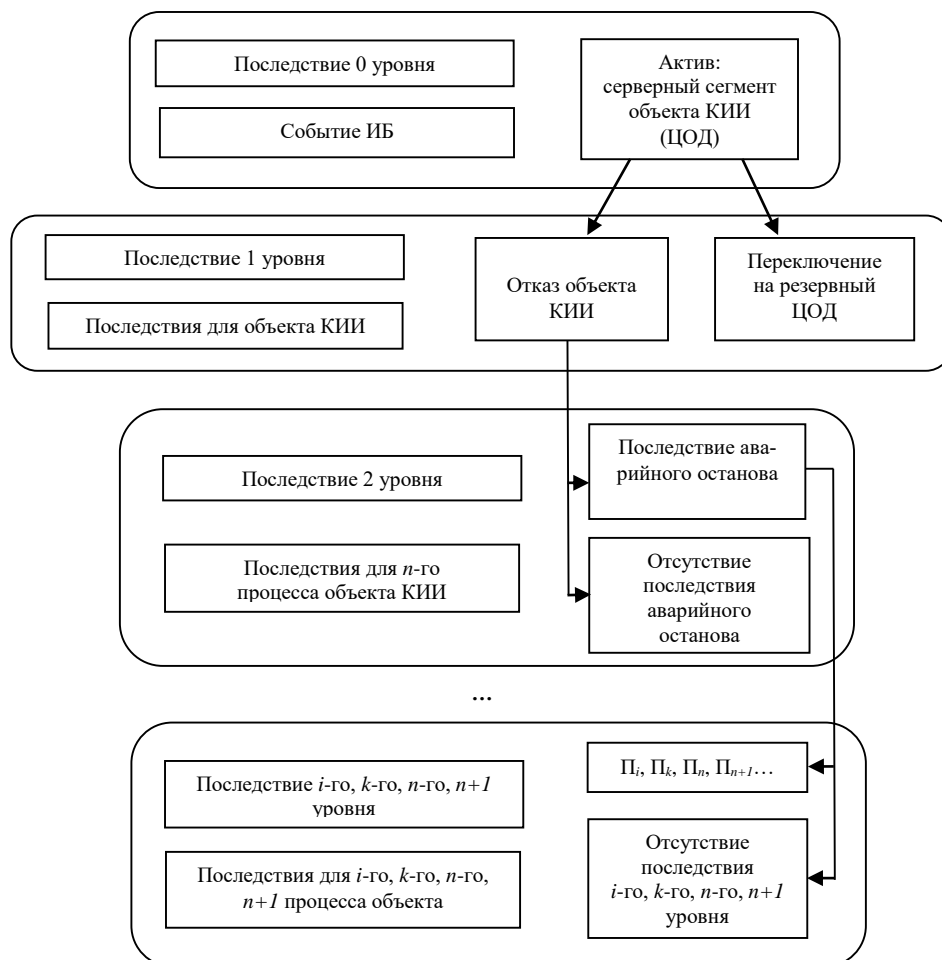 Последствие 0 уровня
Событие ИБ
Актив:
серверный сегмент
объекта КИИ
(ЦОД)
Последствие 1 уровня
Последствия для объекта КИИ
Отказ объекта
КИИ
Переключение
на резервный
ЦОД
Последствие 2 уровня
Последствия для n-го
процесса объекта КИИ
Последствие ава-
рийного останова
Отсутствие
последствия
аварийного
останова
...
Последствие i-го, k-го, n-го, n+1
уровня
Последствия для i-го, k-го, n-го,
n+1 процесса объекта
Пi, Пk, Пn, Пn+1…
Отсутствие
последствия
i-го, k-го, n-го, n+1
уровня